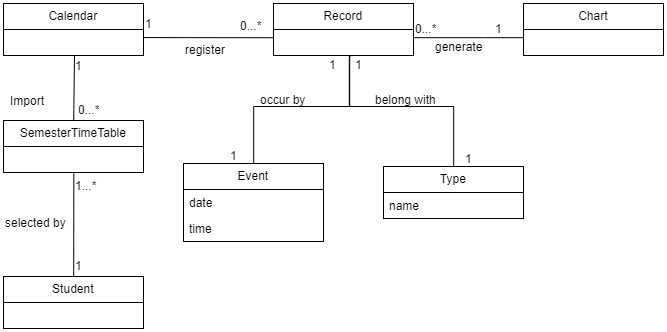 Calendar
1
0...*
register
Record
0...*
1
generate
Chart
1
Import
0...*
1
1
occur by
belong with
SemesterTimeTable
1
1
Event
date
time
Type
name
1...*
selected by
1
Student